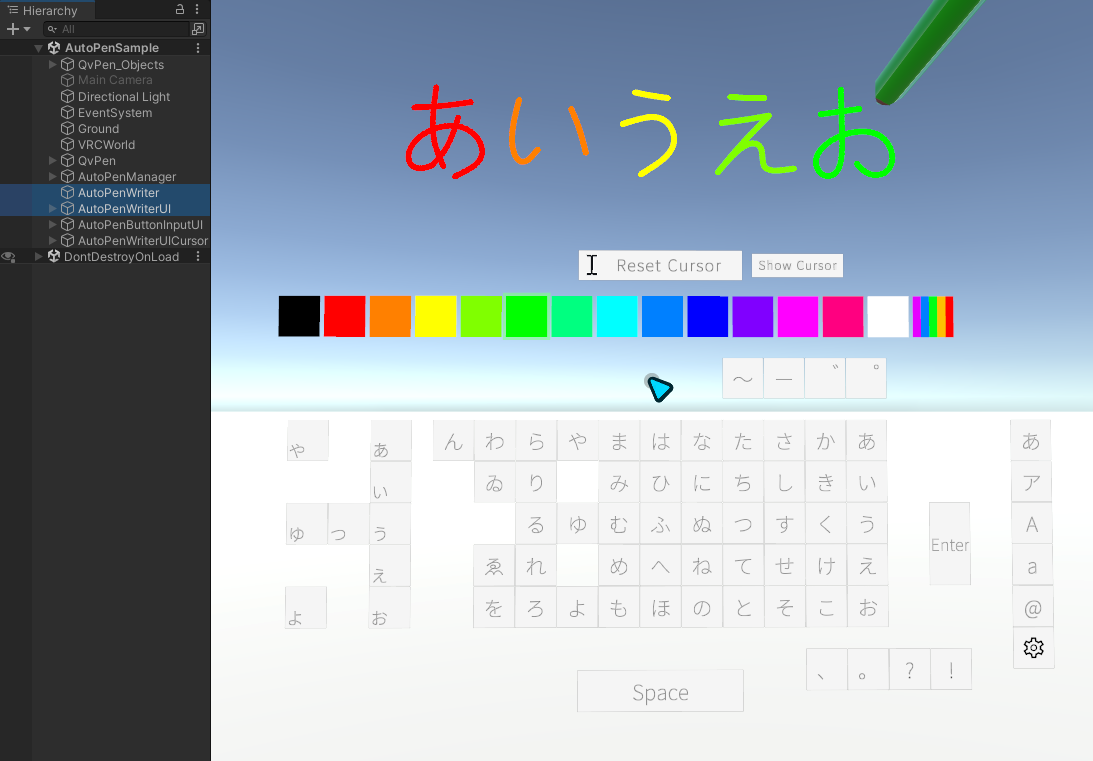 Hierarchy
All
AutoPenSample
QvPen_Objects
Main Camera
Directional Light
EventSystem
Ground
VRCWorld
QvPen
AutoPenManager
AutoPenWriter
AutoPenWriterUI
AutoPenButtonInputUI
AutoPenWriterUICursor
DontDestroyOnLoad
あいうえお
Reset Cursor Show Cursor
～ ー ゛ ゜
ゃ ぁ ん わ ら や ま は な た さ か あ あ
ぃ ゐ り み ひ に ち し き い ア
ゅ っ ぅ る ゆ む ふ ぬ つ す く う A
Enter
ぇ ゑ れ め へ ね て せ け え a
ょ ぉ を ろ よ も ほ の と そ こ お @
、 。 ? !
Space